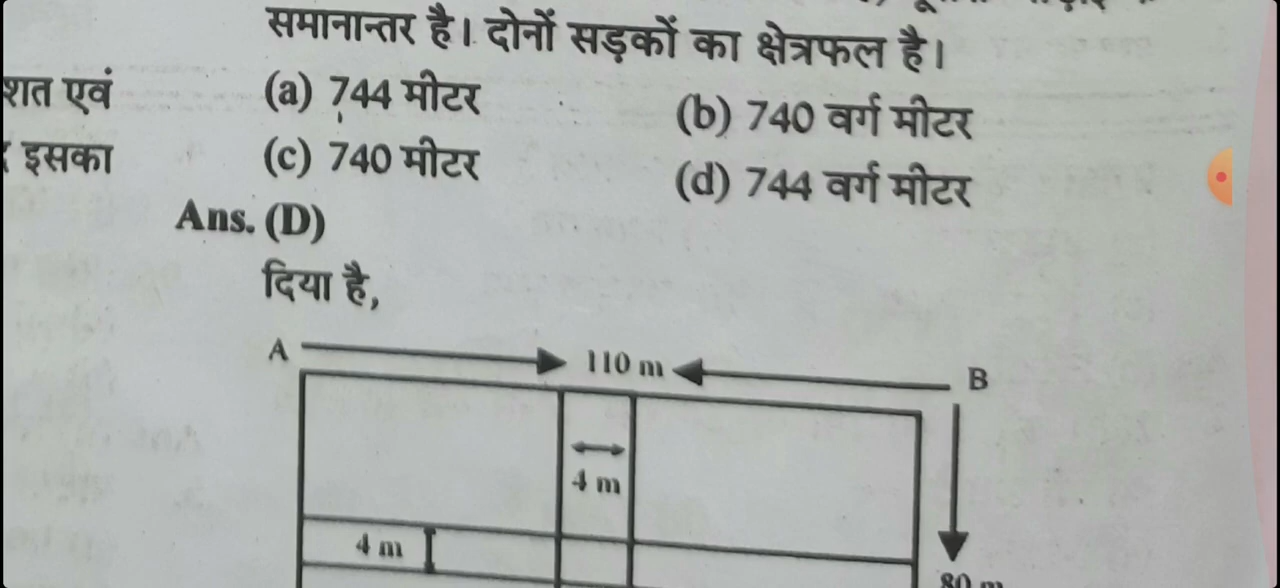 समानान्तर है। दोनों सड़कों का क्षेत्रफल है।
शत एवं
(a) 744 मीटर
(b) 740 वर्ग मीटर
इसका
(c) 740 मीटर
(d) 744 वर्ग मीटर
Ans. (D)
दिया है,
A
110 m
B
4 m
4 m
80 m